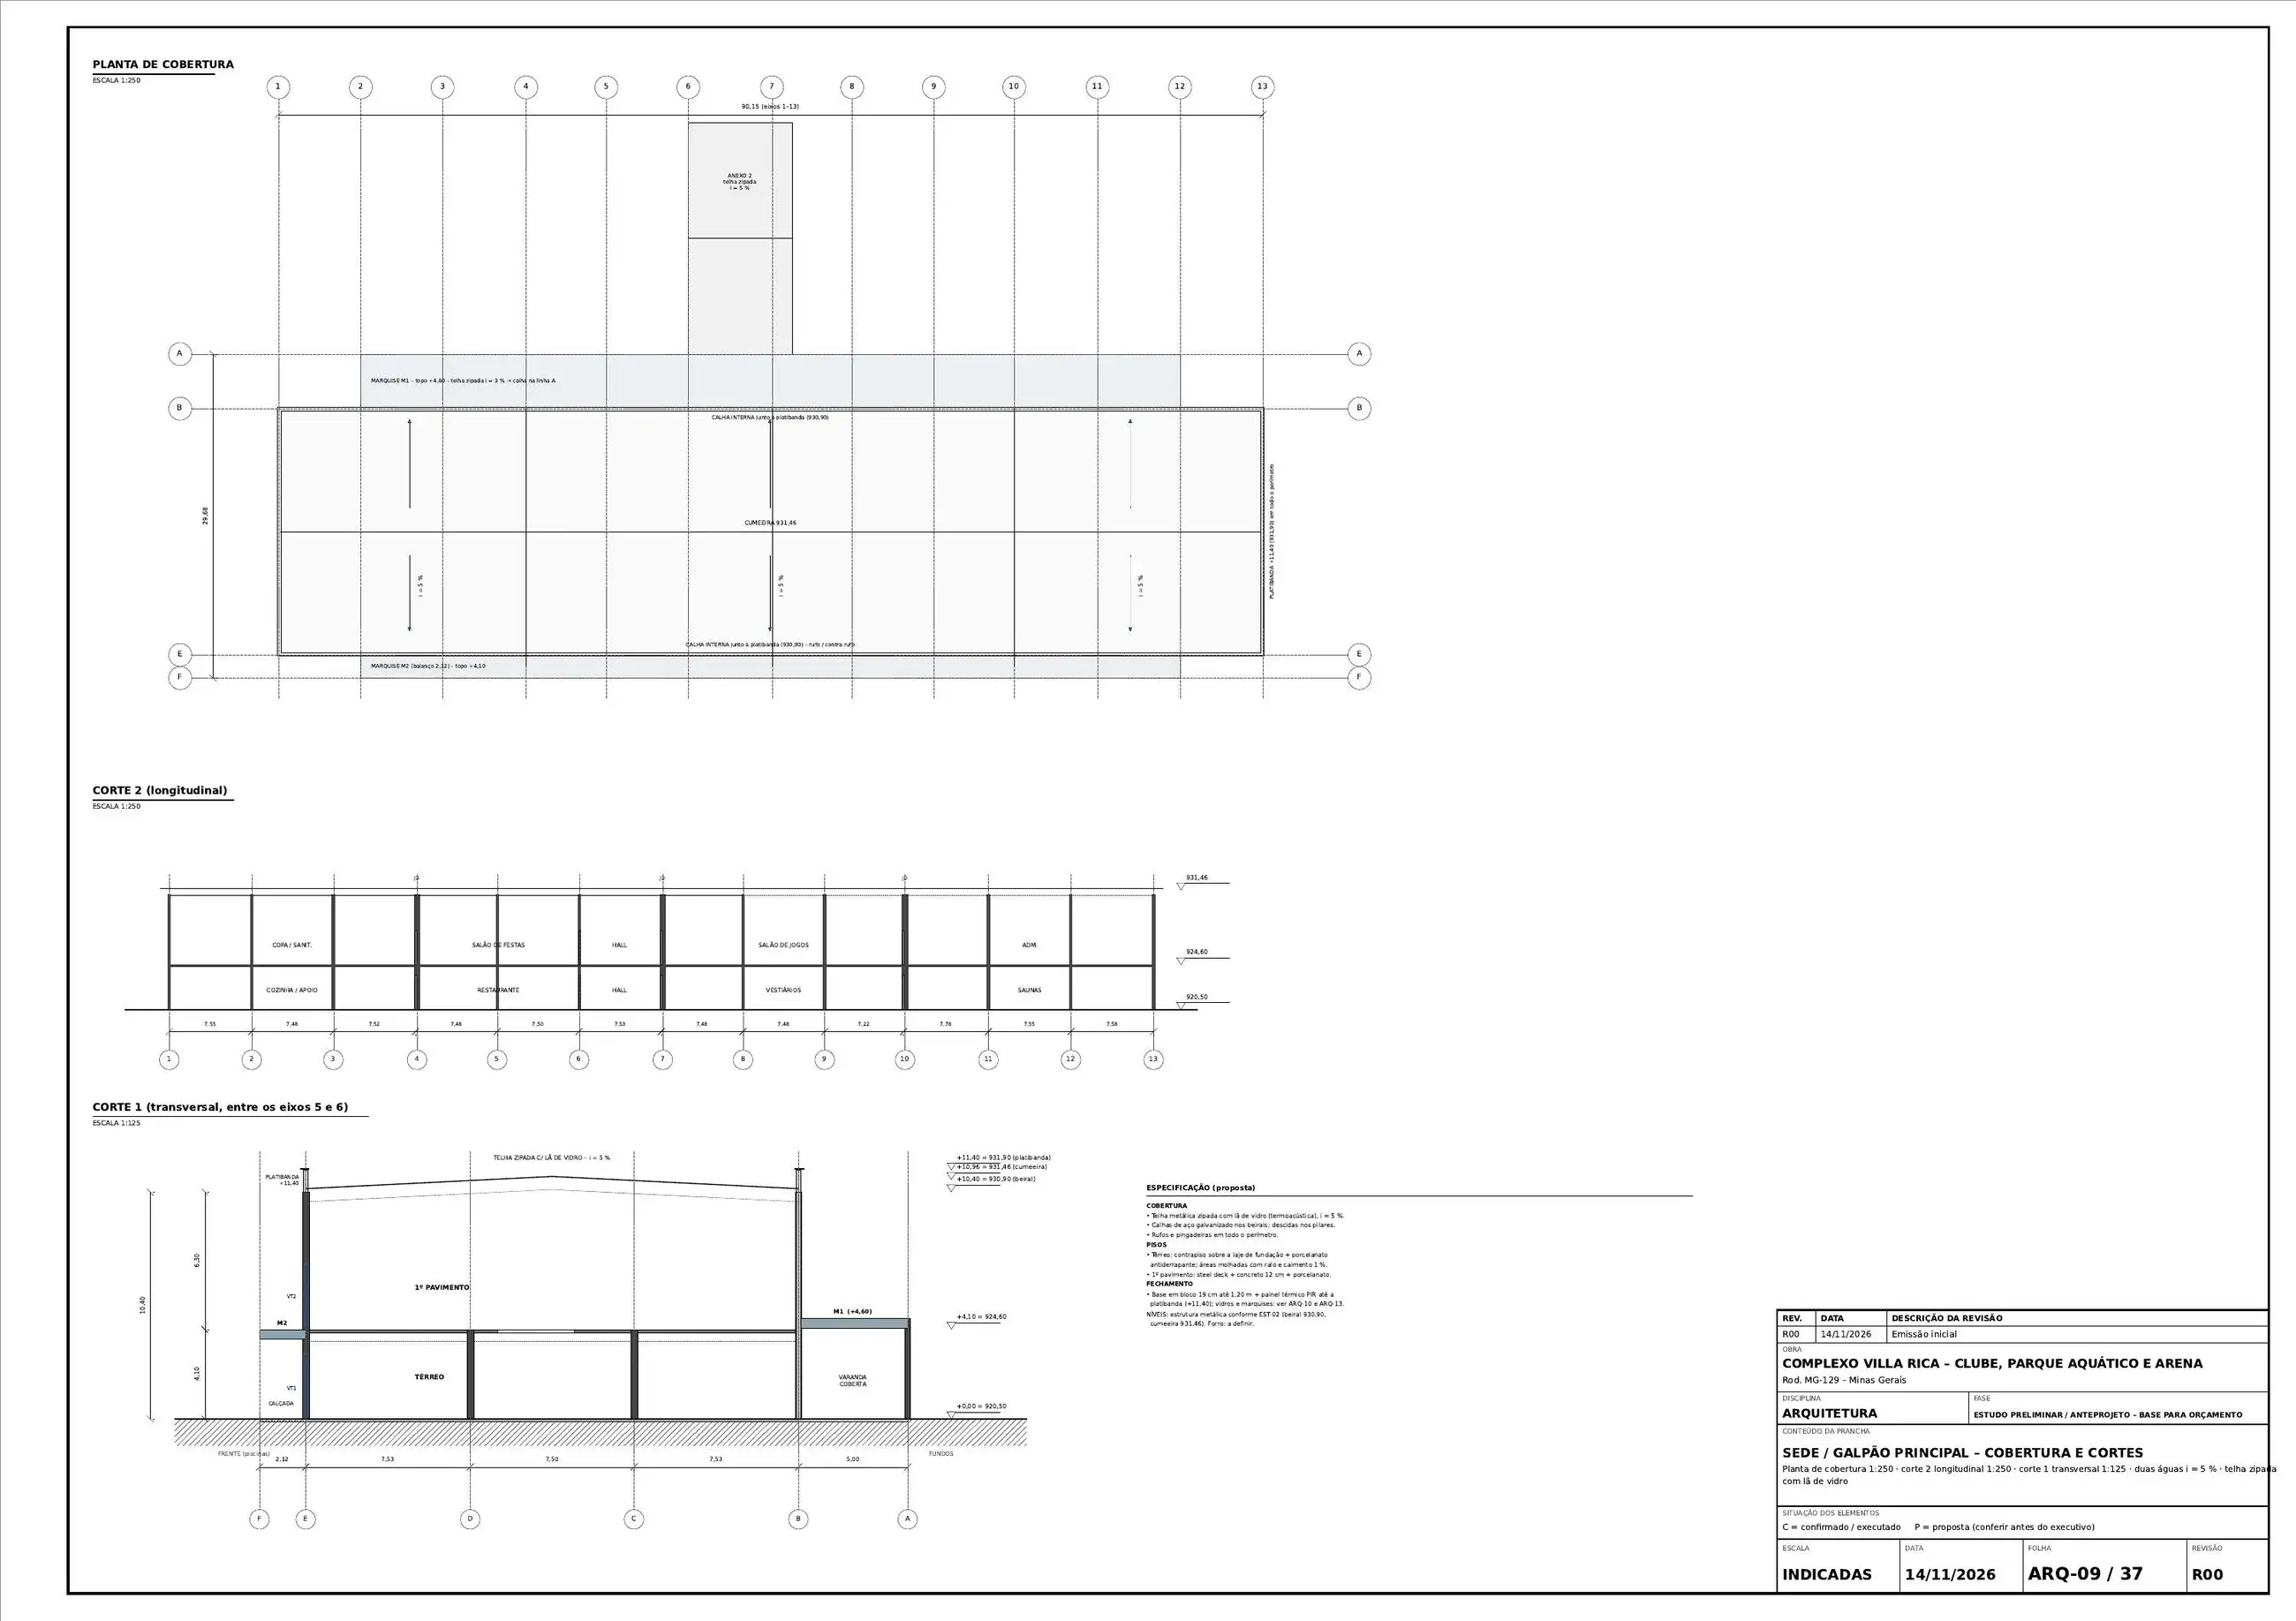 PLANTA DE COBERTURA
ESCALA 1:250
1 2 3 4 5 6 7 8 9 10 11 12 13
90,15 (eixos 1–13)
ANEXO 2
telha zipada
i = 5 %
A A
MARQUISE M1 – topo +4,60 – telha zipada i = 3 % → calha na linha A
B B
CALHA INTERNA junto à platibanda (930,90)
29,68
CUMEEIRA 931,46
PLATIBANDA +11,40 (931,90) em todo o perímetro
i = 5 %
i = 5 %
i = 5 %
CALHA INTERNA junto à platibanda (930,90) – rufo / contra-rufo
E E
MARQUISE M2 (balanço 2,12) – topo +4,10
F F
CORTE 2 (longitudinal)
ESCALA 1:250
JD JD JD
931,46
COPA / SANIT. SALÃO DE FESTAS HALL SALÃO DE JOGOS ADM.
924,60
COZINHA / APOIO RESTAURANTE HALL VESTIÁRIOS SAUNAS
920,50
7,55 7,48 7,52 7,48 7,50 7,53 7,48 7,48 7,22 7,78 7,55 7,58
1 2 3 4 5 6 7 8 9 10 11 12 13
CORTE 1 (transversal, entre os eixos 5 e 6)
ESCALA 1:125
TELHA ZIPADA C/ LÃ DE VIDRO – i = 5 %
PLATIBANDA
+11,40
+11,40 = 931,90 (platibanda)
+10,96 = 931,46 (cumeeira)
+10,40 = 930,90 (beiral)
10,40
6,30
4,10
1º PAVIMENTO
VT2
M2
M1 (+4,60)
+4,10 = 924,60
TÉRREO
VT1
CALÇADA
VARANDA
COBERTA
+0,00 = 920,50
FRENTE (piscinas)
FUNDOS
2,12 7,53 7,50 7,53 5,00
F E D C B A
ESPECIFICAÇÃO (proposta)
COBERTURA
• Telha metálica zipada com lã de vidro (termoacústica), i = 5 %.
• Calhas de aço galvanizado nos beirais; descidas nos pilares.
• Rufos e pingadeiras em todo o perímetro.
PISOS
• Térreo: contrapiso sobre a laje de fundação + porcelanato
antiderrapante; áreas molhadas com ralo e caimento 1 %.
• 1º pavimento: steel deck + concreto 12 cm + porcelanato.
FECHAMENTO
• Base em bloco 19 cm até 1,20 m + painel térmico PIR até a
platibanda (+11,40); vidros e marquises: ver ARQ-10 e ARQ-13.
NÍVEIS: estrutura metálica conforme EST-02 (beiral 930,90,
cumeeira 931,46). Forro: a definir.
REV. DATA DESCRIÇÃO DA REVISÃO
R00 14/11/2026 Emissão inicial
OBRA
COMPLEXO VILLA RICA – CLUBE, PARQUE AQUÁTICO E ARENA
Rod. MG-129 – Minas Gerais
DISCIPLINA FASE
ARQUITETURA ESTUDO PRELIMINAR / ANTEPROJETO – BASE PARA ORÇAMENTO
CONTEÚDO DA PRANCHA
SEDE / GALPÃO PRINCIPAL – COBERTURA E CORTES
Planta de cobertura 1:250 · corte 2 longitudinal 1:250 · corte 1 transversal 1:125 · duas águas i = 5 % · telha zipada
com lã de vidro
SITUAÇÃO DOS ELEMENTOS
C = confirmado / executado P = proposta (conferir antes do executivo)
ESCALA DATA FOLHA REVISÃO
INDICADAS 14/11/2026 ARQ-09 / 37 R00